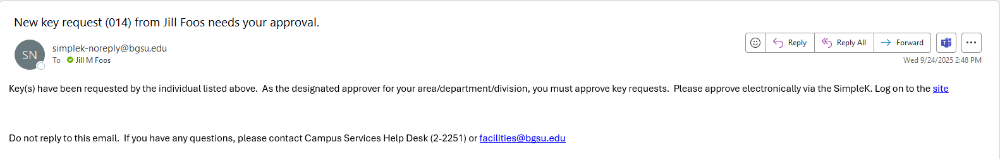 New key request (014) from Jill Foos needs your approval.
SN
simplek-noreply@bgsu.edu
To Jill M Foos
Reply
Reply All
Forward
Wed 9/24/2025 2:48 PM
Key(s) have been requested by the individual listed above.  As the designated approver for your area/department/division, you must approve key requests.  Please approve electronically via the SimpleK. Log on to the site
Do not reply to this email.  If you have any questions, please contact Campus Services Help Desk (2-2251) or facilities@bgsu.edu